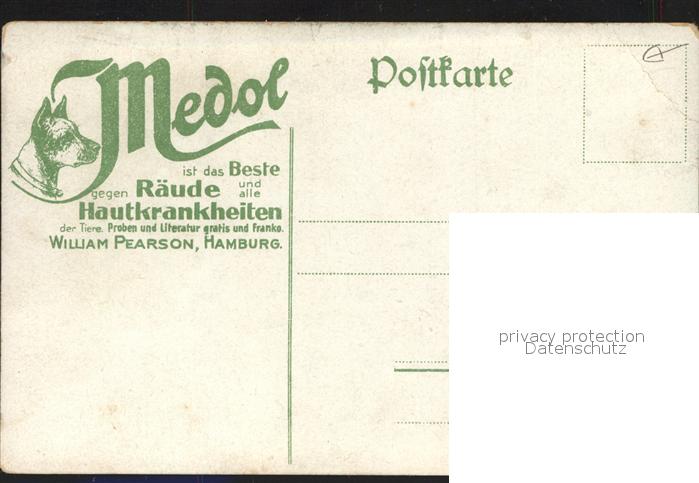 Medol
ist das Beste
gegen Räude und alle
Hautkrankheiten
der Tiere. Proben und Literatur gratis und franko.
WILLIAM PEARSON, HAMBURG.
Postkarte
privacy protection
Datenschutz